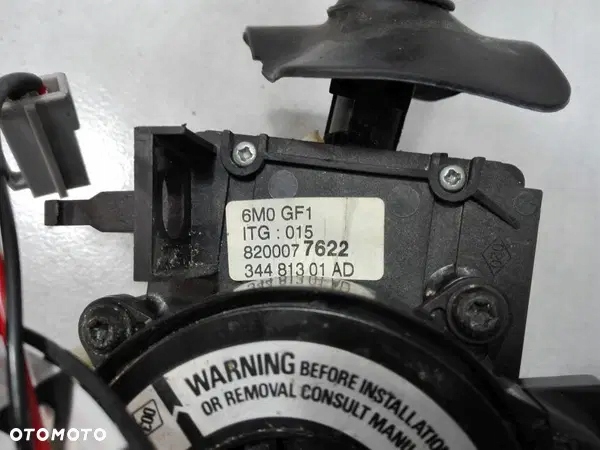 6M0 GF1
ITG : 015
8200077622
344 813 01 AD
WARNING BEFORE INSTALLATION
OR REMOVAL CONSULT MANU
OTOMOTO